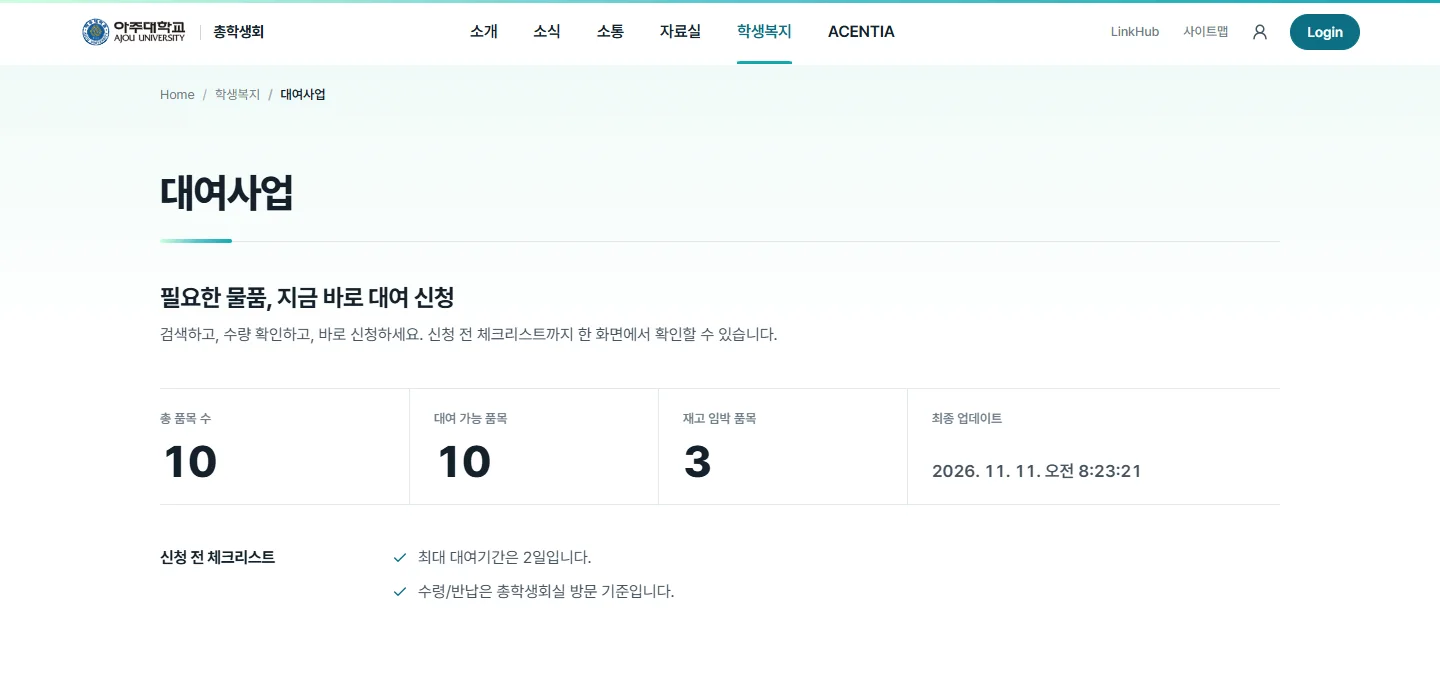 아주대학교 AJOU UNIVERSITY 총학생회 소개 소식 소통 자료실 학생복지 ACENTIA LinkHub 사이트맵 Login
Home / 학생복지 / 대여사업
대여사업
필요한 물품, 지금 바로 대여 신청
검색하고, 수량 확인하고, 바로 신청하세요. 신청 전 체크리스트까지 한 화면에서 확인할 수 있습니다.
총 품목 수
10
대여 가능 품목
10
재고 임박 품목
3
최종 업데이트
2026. 11. 11. 오전 8:23:21
신청 전 체크리스트
최대 대여기간은 2일입니다.
수령/반납은 총학생회실 방문 기준입니다.